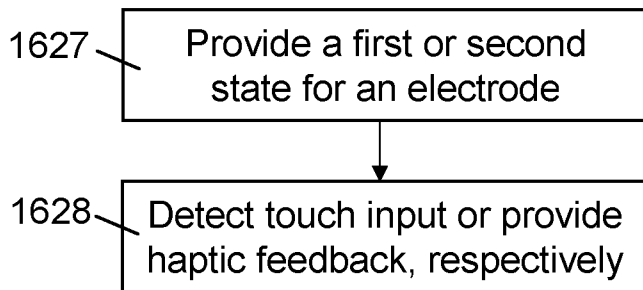 1627
Provide a first or second
state for an electrode
1628
Detect touch input or provide
haptic feedback, respectively